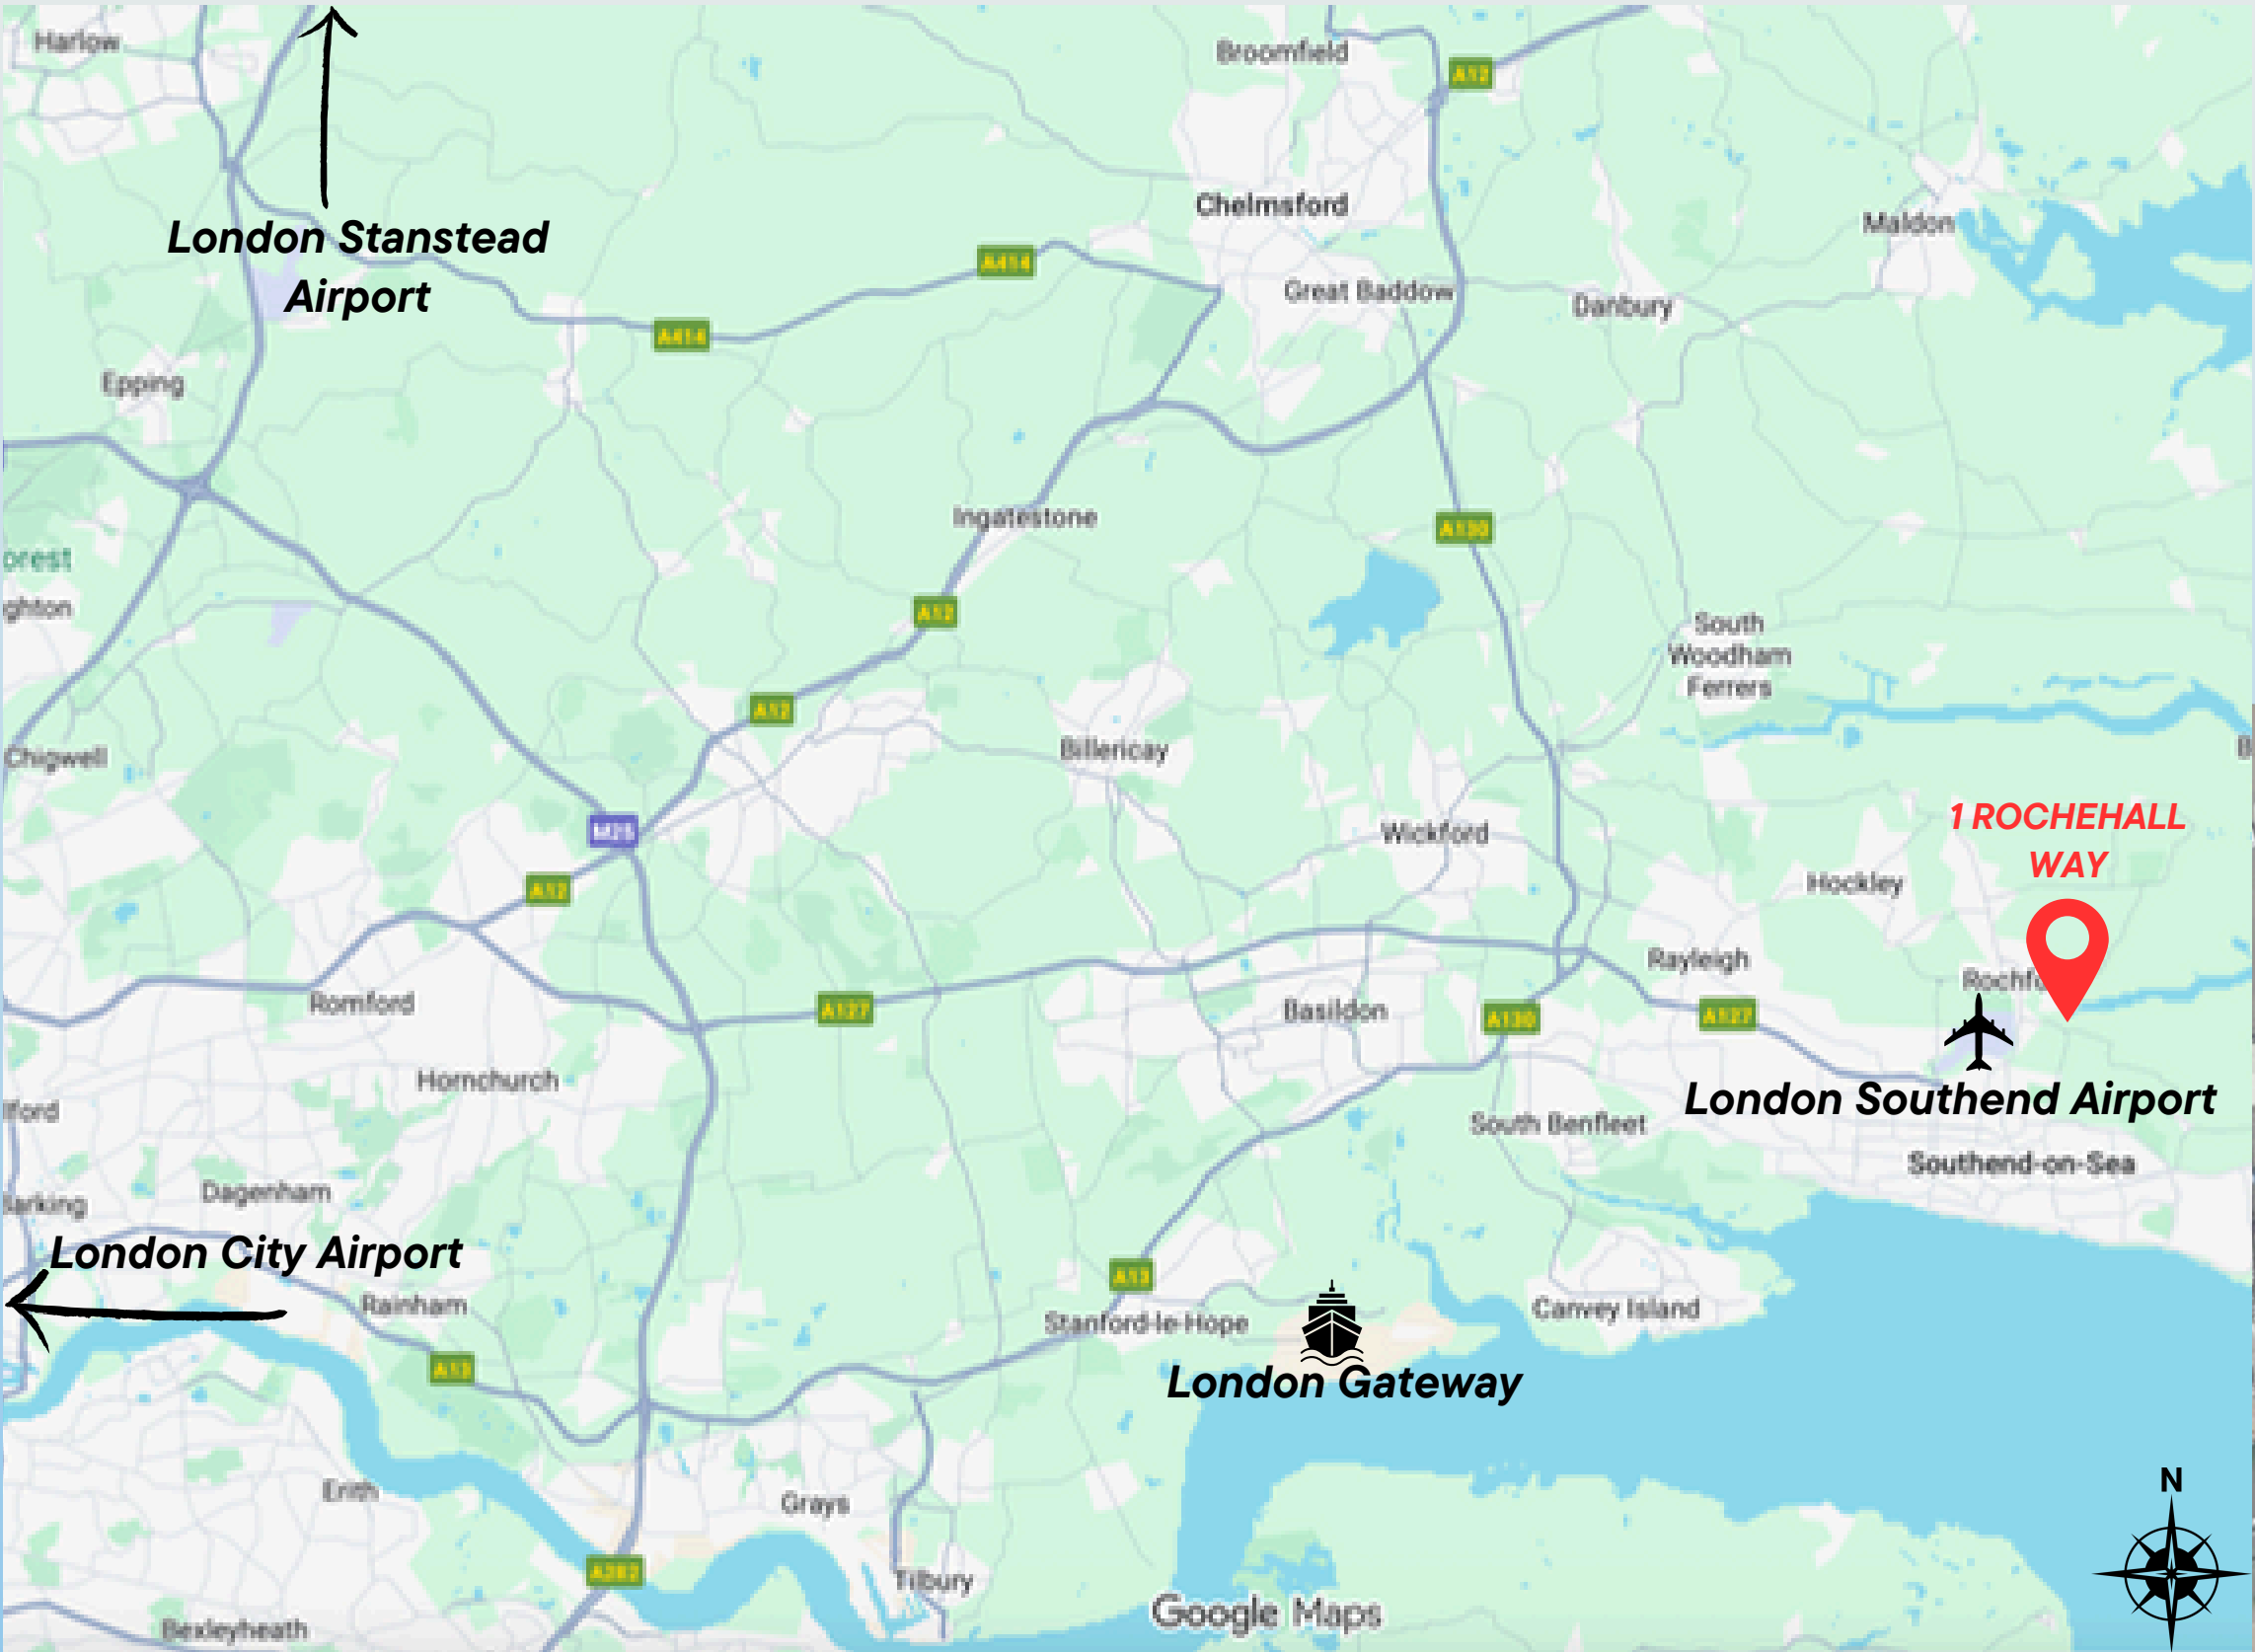 Harlow
Broomfield
A12
Chelmsford
Maldon
London Stanstead
Airport
A414
Great Baddow
Danbury
A414
Epping
Ingatestone
A130
orest
ghton
A12
South
Woodham
Ferrers
A12
Billericay
Chigwell
B
M25
Wickford
1 ROCHEHALL
WAY
A12
Hockley
Rayleigh
Rochfo
Romford
A127
Basildon
A130
A127
Hornchurch
London Southend Airport
lford
South Benfleet
Southend-on-Sea
Dagenham
Barking
London City Airport
A13
Rainham
Stanford-le-Hope
Canvey Island
A13
London Gateway
Erith
Grays
N
A282
Tilbury
Google Maps
Bexleyheath